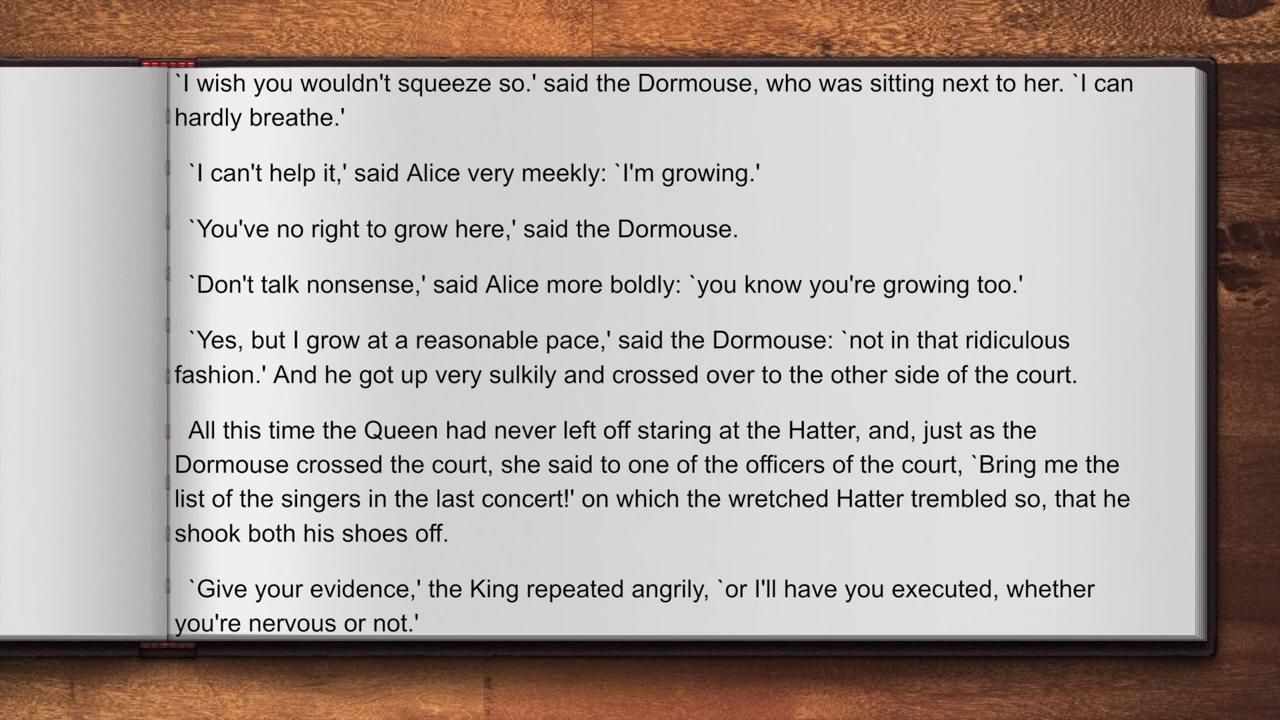 `I wish you wouldn't squeeze so.' said the Dormouse, who was sitting next to her. `I can
hardly breathe.'
`I can't help it,' said Alice very meekly: `I'm growing.'
`You've no right to grow here,' said the Dormouse.
`Don't talk nonsense,' said Alice more boldly: `you know you're growing too.'
`Yes, but I grow at a reasonable pace,' said the Dormouse: `not in that ridiculous
fashion.' And he got up very sulkily and crossed over to the other side of the court.
All this time the Queen had never left off staring at the Hatter, and, just as the
Dormouse crossed the court, she said to one of the officers of the court, `Bring me the
list of the singers in the last concert!' on which the wretched Hatter trembled so, that he
shook both his shoes off.
`Give your evidence,' the King repeated angrily, `or I'll have you executed, whether
you're nervous or not.'